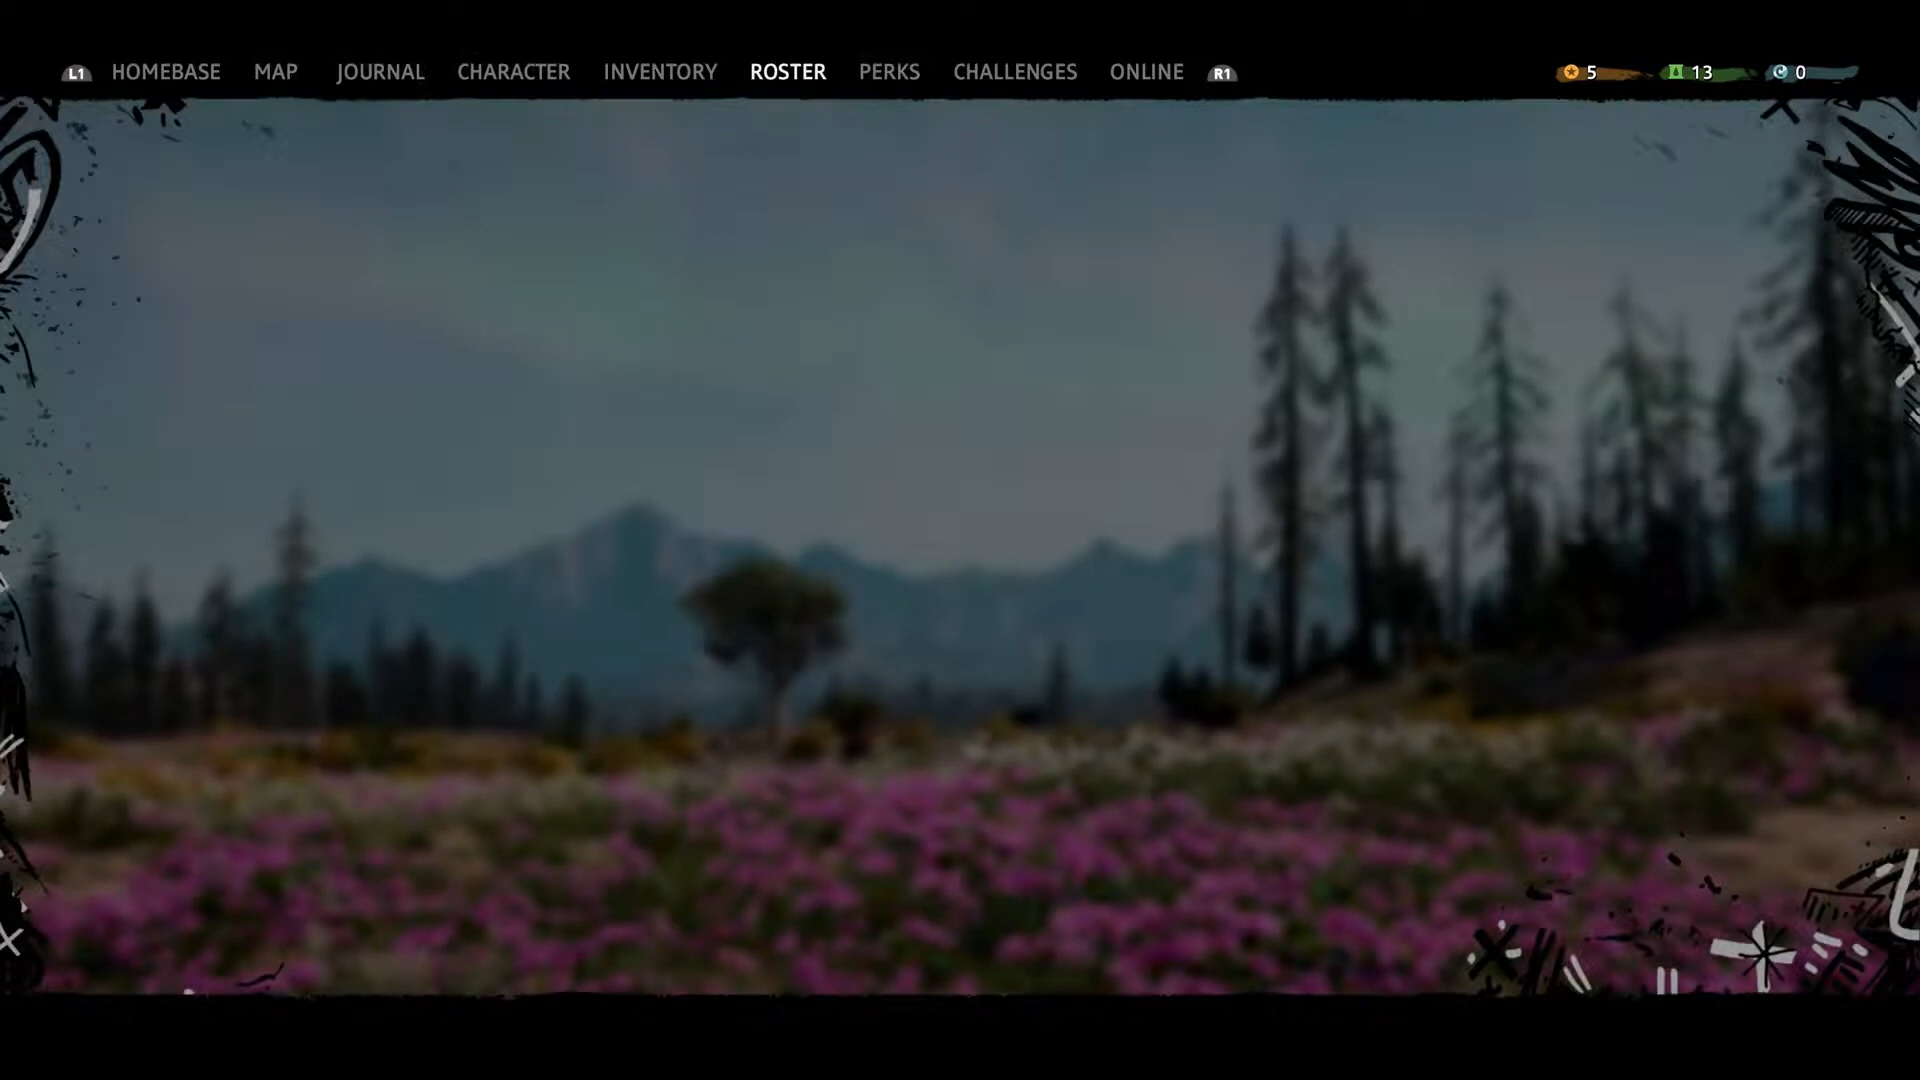 L1 HOMEBASE MAP JOURNAL CHARACTER INVENTORY ROSTER PERKS CHALLENGES ONLINE R1 5 13 0